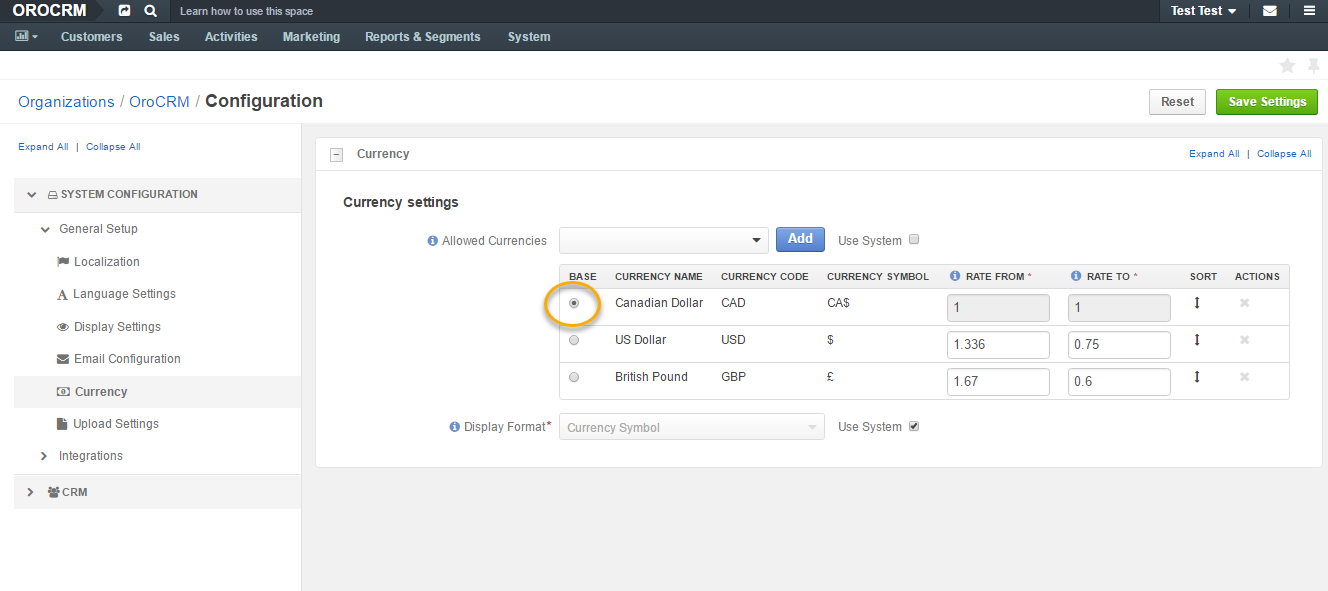 OROCRM Learn how to use this space Test Test
Customers Sales Activities Marketing Reports & Segments System
Organizations / OroCRM / Configuration Reset Save Settings
Expand All | Collapse All
Currency Expand All | Collapse All
SYSTEM CONFIGURATION
General Setup
Localization
Language Settings
Display Settings
Email Configuration
Currency
Upload Settings
Integrations
CRM
Currency settings
Allowed Currencies Add Use System
BASE CURRENCY NAME CURRENCY CODE CURRENCY SYMBOL RATE FROM * RATE TO * SORT ACTIONS
Canadian Dollar CAD CA$ 1 1
US Dollar USD $ 1.336 0.75
British Pound GBP £ 1.67 0.6
Display Format* Currency Symbol Use System